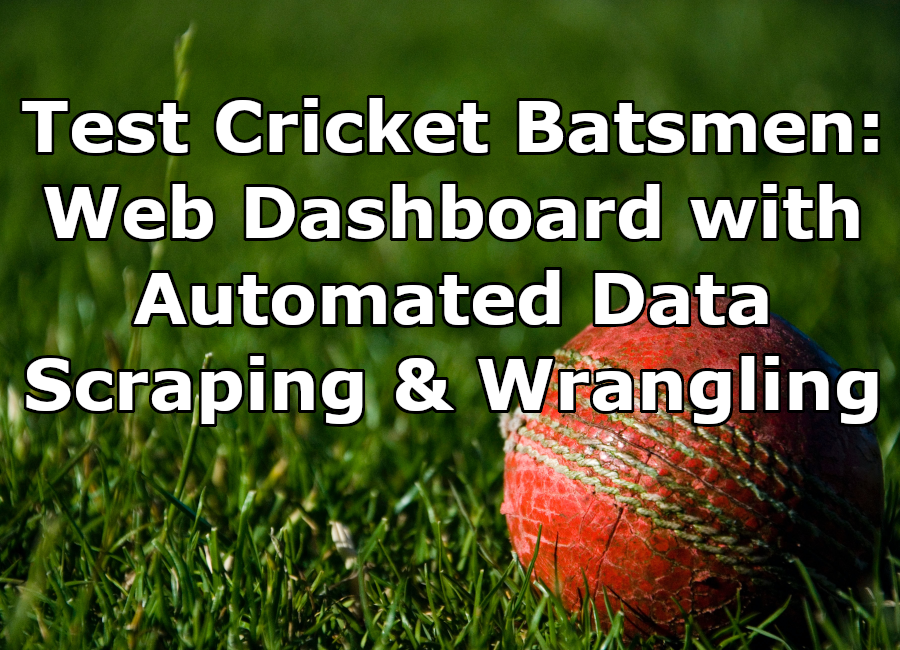 Test Cricket Batsmen:
Web Dashboard with
Automated Data
Scraping & Wrangling